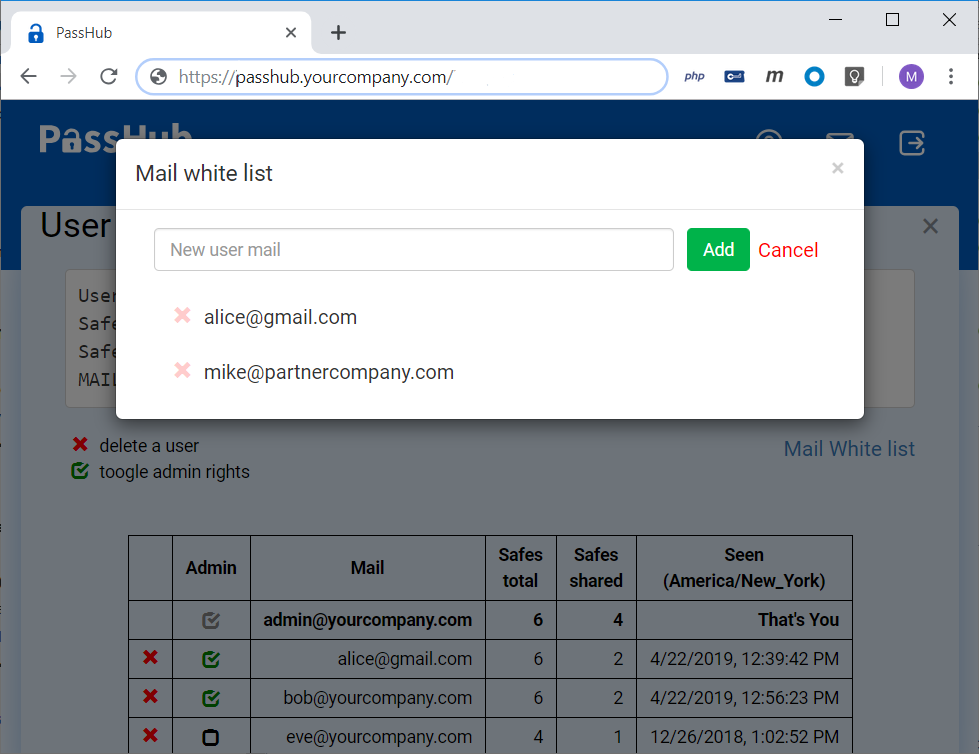 PassHub
https://passhub.yourcompany.com/
php
m
M
PassHub
Mail white list
×
User
New user mail
Add
Cancel
User
Safe
Safe
MAIL
alice@gmail.com
mike@partnercompany.com
delete a user
toogle admin rights
Mail White list
Admin Mail Safes total Safes shared Seen (America/New_York)
admin@yourcompany.com 6 4 That's You
alice@gmail.com 6 2 4/22/2019, 12:39:42 PM
bob@yourcompany.com 6 2 4/22/2019, 12:56:23 PM
eve@yourcompany.com 4 1 12/26/2018, 1:02:52 PM